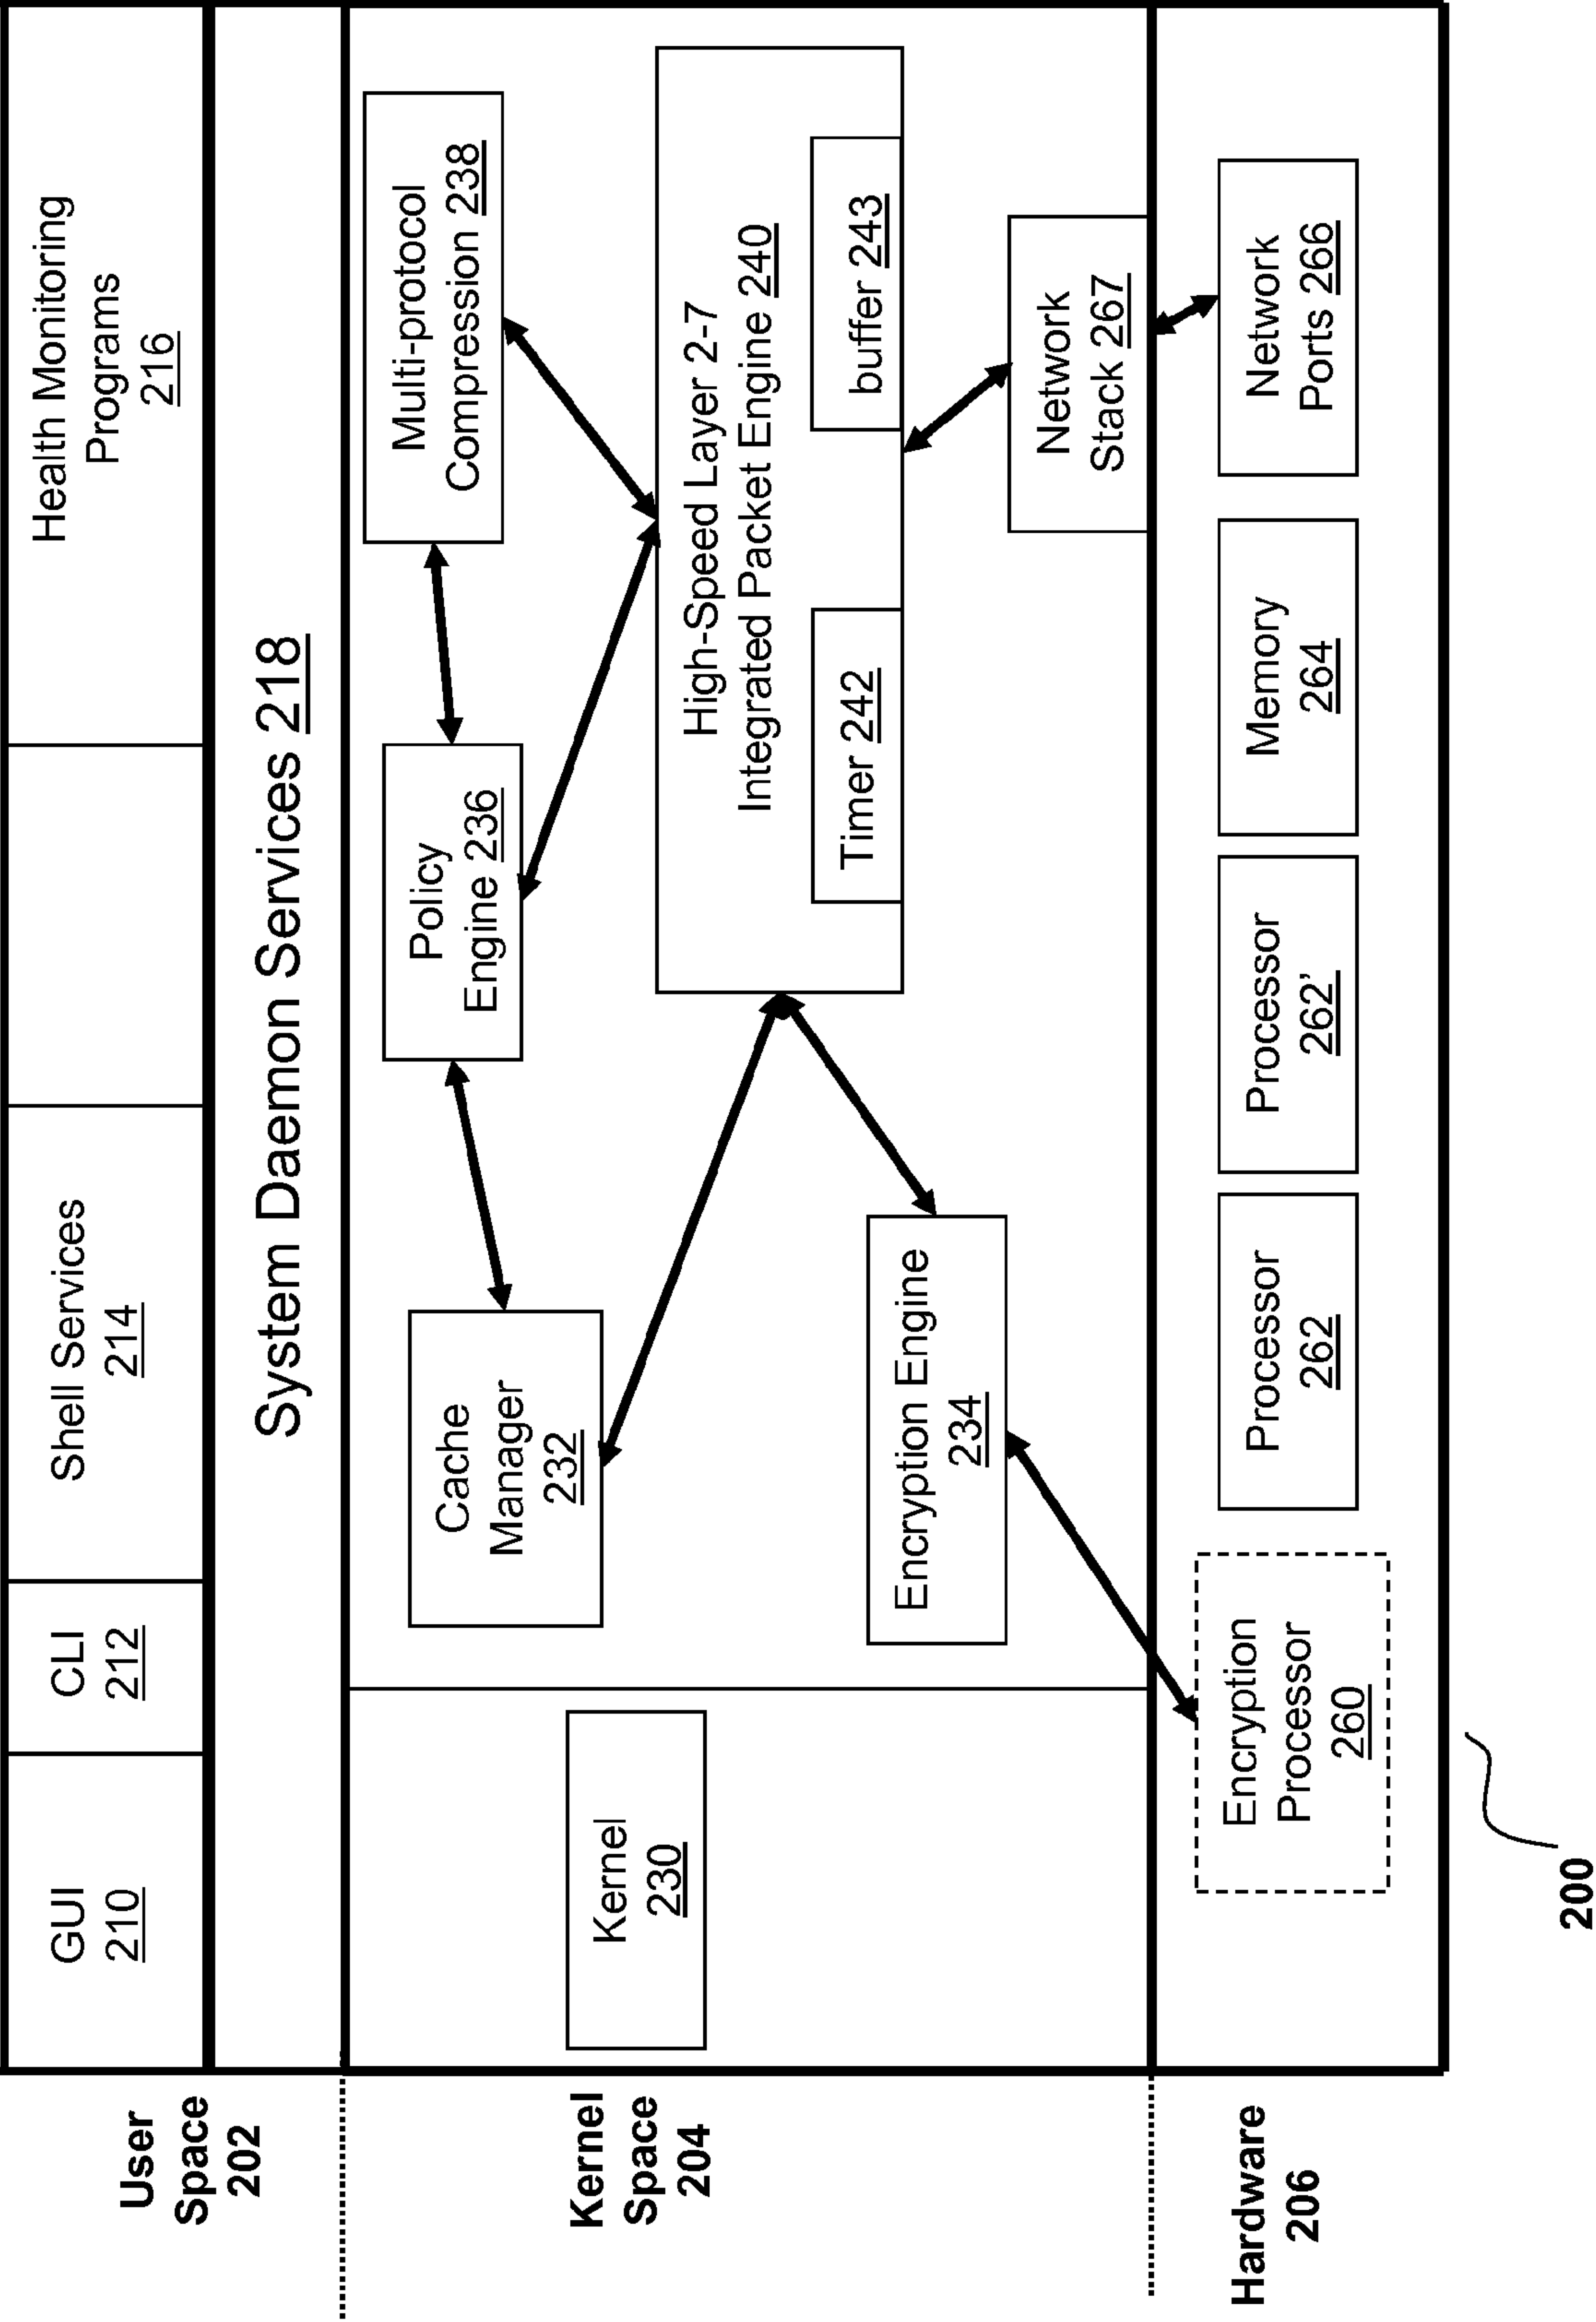 User
Space
202
GUI
210
CLI
212
Shell Services
214
Health Monitoring
Programs
216
System Daemon Services 218
Kernel
Space
204
Kernel
230
Cache
Manager
232
Policy
Engine 236
Multi-protocol
Compression 238
High-Speed Layer 2-7
Integrated Packet Engine 240
Timer 242
buffer 243
Encryption Engine
234
Network
Stack 267
Hardware
206
Encryption
Processor
260
Processor
262
Processor
262’
Memory
264
Network
Ports 266
200